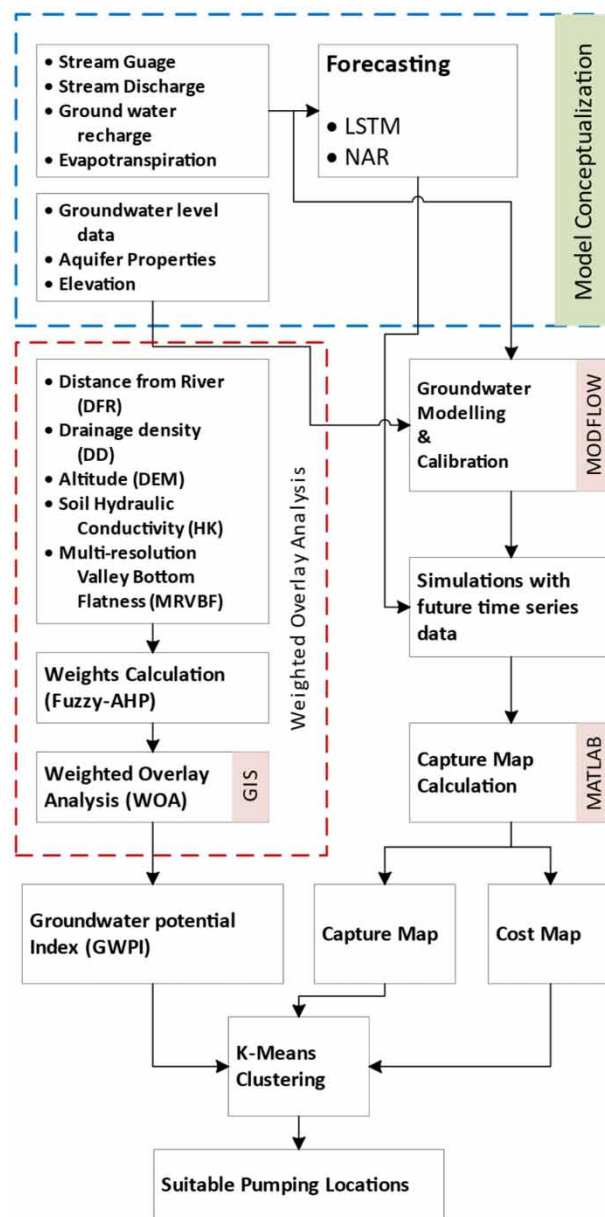 • Stream Guage
• Stream Discharge
• Ground water
recharge
• Evapotranspiration
Forecasting
• LSTM
• NAR
Model Conceptualization
• Groundwater level
data
• Aquifer Properties
• Elevation
• Distance from River
(DFR)
• Drainage density
(DD)
• Altitude (DEM)
• Soil Hydraulic
Conductivity (HK)
• Multi-resolution
Valley Bottom
Flatness (MRVBF)
Weighted Overlay Analysis
Groundwater
Modelling
&
Calibration
MODFLOW
Simulations with
future time series
data
Weights Calculation
(Fuzzy-AHP)
Weighted Overlay
Analysis (WOA)
GIS
Capture Map
Calculation
MATLAB
Groundwater potential
Index (GWPI)
Capture Map
Cost Map
K-Means
Clustering
Suitable Pumping Locations